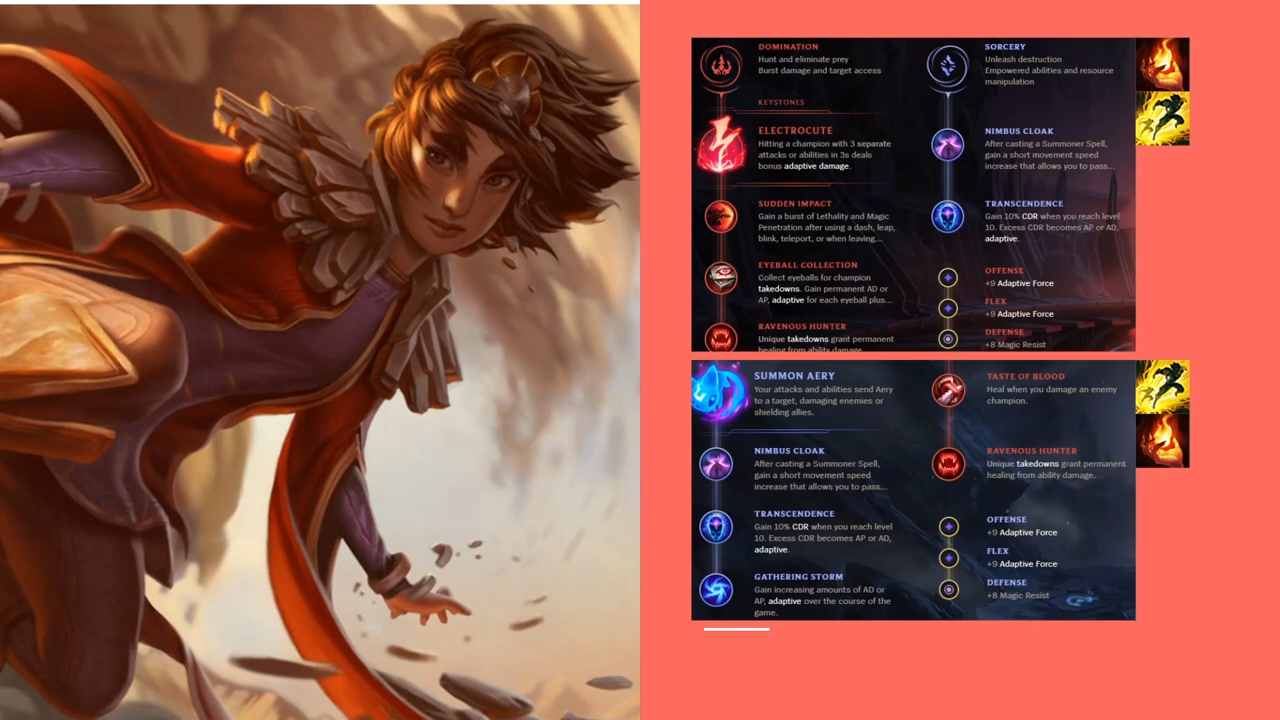 DOMINATION
Hunt and eliminate prey
Burst damage and target access
KEYSTONES
ELECTROCUTE
Hitting a champion with 3 separate
attacks or abilities in 3s deals
bonus adaptive damage.
SUDDEN IMPACT
Gain a burst of Lethality and Magic
Penetration after using a dash, leap,
blink, teleport, or when leaving...
EYEBALL COLLECTION
Collect eyeballs for champion
takedowns. Gain permanent AD or
AP, adaptive for each eyeball plus...
RAVENOUS HUNTER
Unique takedowns grant permanent
healing from ability damage
SORCERY
Unleash destruction
Empowered abilities and resource
manipulation
NIMBUS CLOAK
After casting a Summoner Spell,
gain a short movement speed
increase that allows you to pass...
TRANSCENDENCE
Gain 10% CDR when you reach level
10. Excess CDR becomes AP or AD,
adaptive.
OFFENSE
+9 Adaptive Force
FLEX
+9 Adaptive Force
DEFENSE
+8 Magic Resist
SUMMON AERY
Your attacks and abilities send Aery
to a target, damaging enemies or
shielding allies.
NIMBUS CLOAK
After casting a Summoner Spell,
gain a short movement speed
increase that allows you to pass...
TRANSCENDENCE
Gain 10% CDR when you reach level
10. Excess CDR becomes AP or AD,
adaptive.
GATHERING STORM
Gain increasing amounts of AD or
AP, adaptive over the course of the
game.
TASTE OF BLOOD
Heal when you damage an enemy
champion.
RAVENOUS HUNTER
Unique takedowns grant permanent
healing from ability damage.
OFFENSE
+9 Adaptive Force
FLEX
+9 Adaptive Force
DEFENSE
+8 Magic Resist